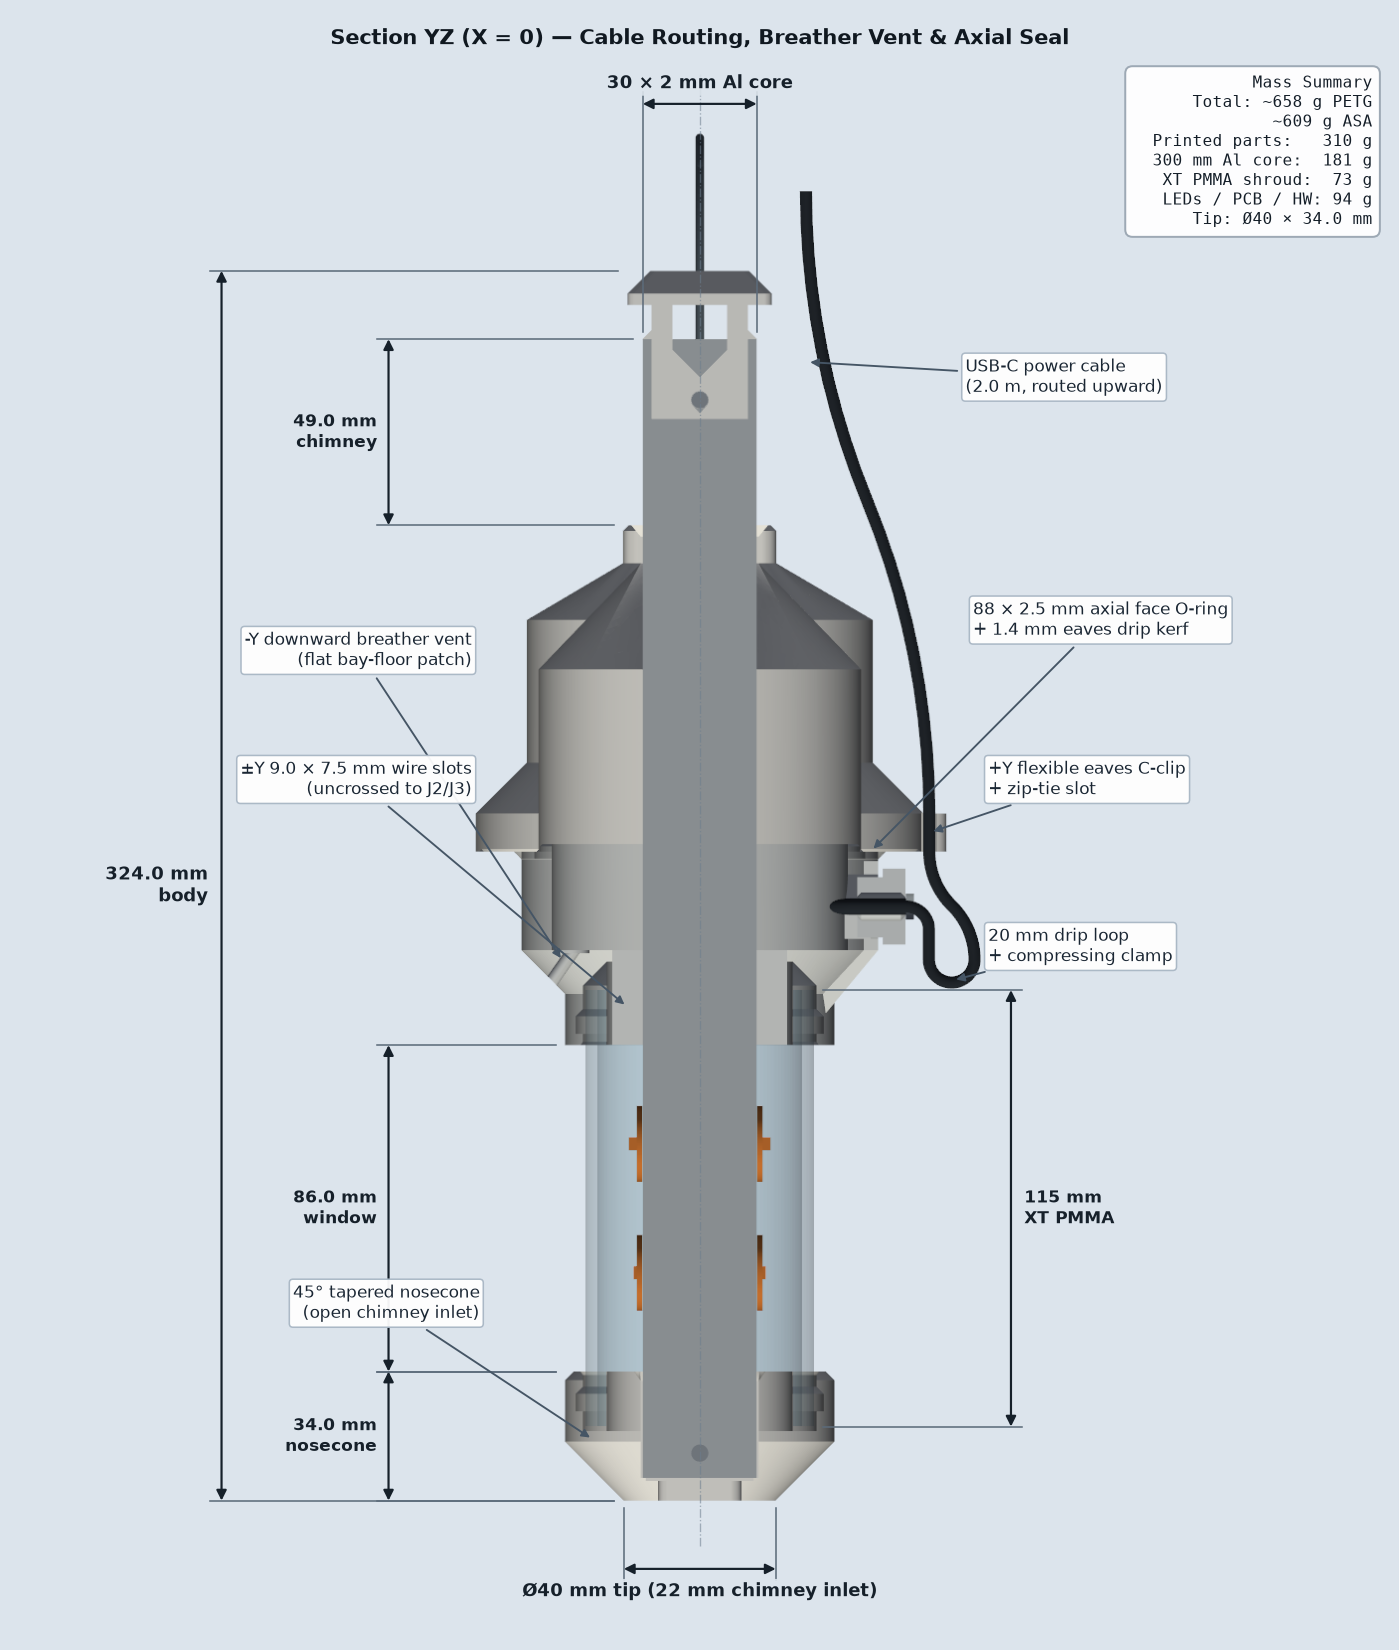 Section YZ (X = 0) — Cable Routing, Breather Vent & Axial Seal
30 × 2 mm Al core
Mass Summary
Total: ~658 g PETG
~609 g ASA
Printed parts: 310 g
300 mm Al core: 181 g
XT PMMA shroud: 73 g
LEDs / PCB / HW: 94 g
Tip: Ø40 × 34.0 mm
USB-C power cable
(2.0 m, routed upward)
49.0 mm
chimney
88 × 2.5 mm axial face O-ring
+ 1.4 mm eaves drip kerf
-Y downward breather vent
(flat bay-floor patch)
±Y 9.0 × 7.5 mm wire slots
(uncrossed to J2/J3)
+Y flexible eaves C-clip
+ zip-tie slot
324.0 mm
body
20 mm drip loop
+ compressing clamp
86.0 mm
window
115 mm
XT PMMA
45° tapered nosecone
(open chimney inlet)
34.0 mm
nosecone
Ø40 mm tip (22 mm chimney inlet)